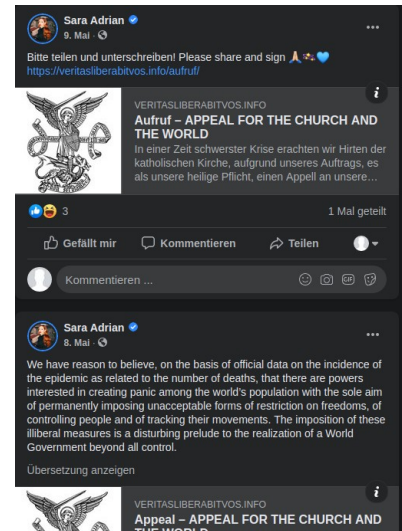 Sara Adrian
9. Mai ·
Bitte teilen und unterschreiben! Please share and sign 🙏🏼 💙
https://veritasliberabitvos.info/aufruf/
VERITASLIBERABITVOS.INFO
Aufruf – APPEAL FOR THE CHURCH AND
THE WORLD
In einer Zeit schwerster Krise erachten wir Hirten der
katholischen Kirche, aufgrund unseres Auftrags, es
als unsere heilige Pflicht, einen Appell an unsere…
3
1 Mal geteilt
Gefällt mir
Kommentieren
Teilen
Kommentieren ...
GIF
Sara Adrian
8. Mai ·
We have reason to believe, on the basis of official data on the incidence of
the epidemic as related to the number of deaths, that there are powers
interested in creating panic among the world's population with the sole aim
of permanently imposing unacceptable forms of restriction on freedoms, of
controlling people and of tracking their movements. The imposition of these
illiberal measures is a disturbing prelude to the realization of a World
Government beyond all control.
Übersetzung anzeigen
VERITASLIBERABITVOS.INFO
Appeal – APPEAL FOR THE CHURCH AND
THE WORLD